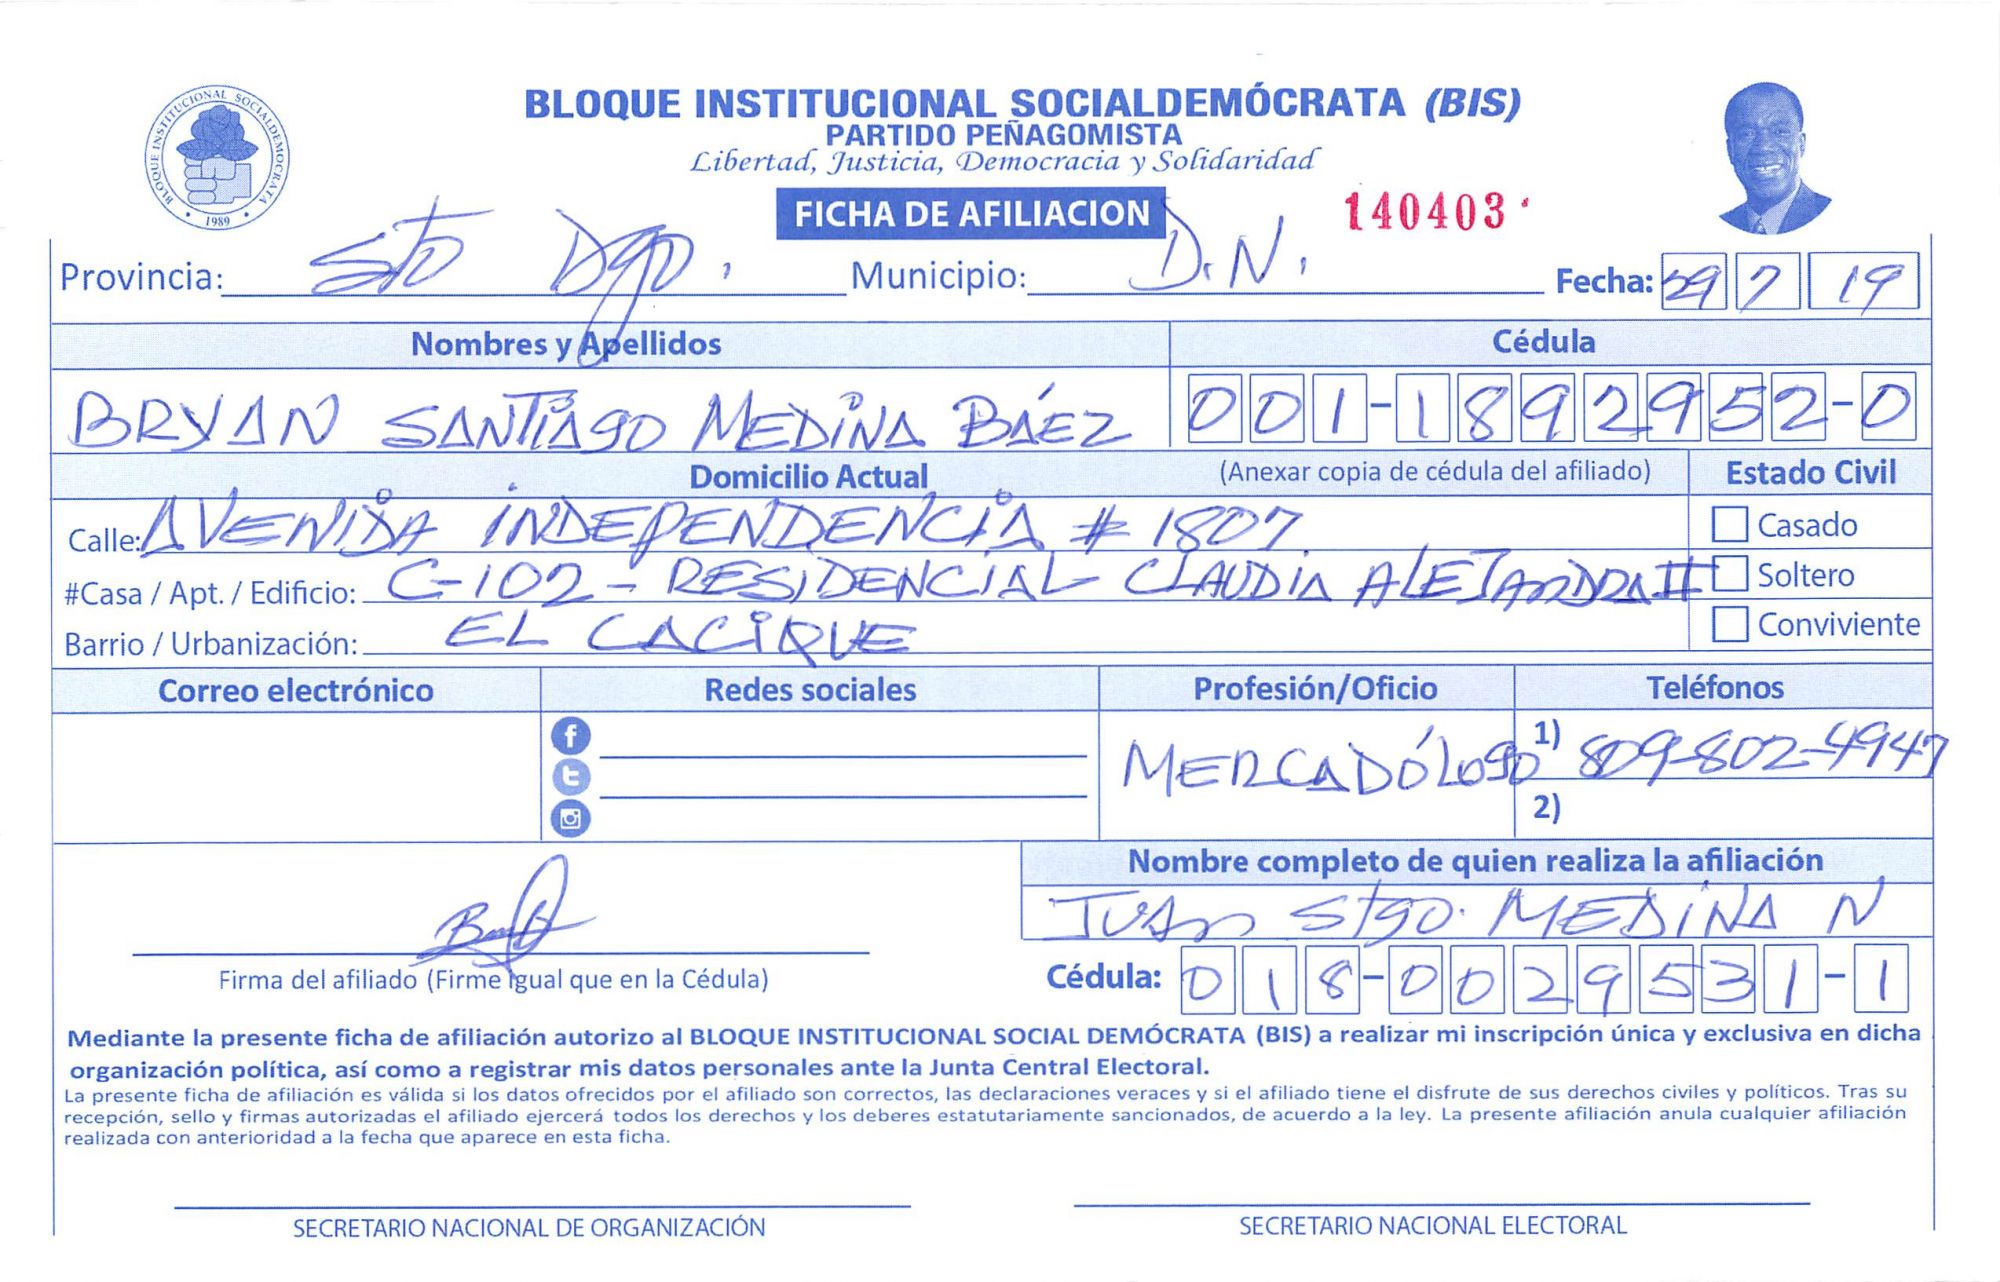 BLOQUE INSTITUCIONAL SOCIALDEMÓCRATA (BIS)
PARTIDO PEÑAGOMISTA
Libertad, Justicia, Democracia y Solidaridad
BLOQUE INSTITUCIONAL SOCIALDEMOCRATA
1989
FICHA DE AFILIACION
140403
Provincia: Sto Dgo. Municipio: D.N. Fecha: 29 7 19
Nombres y Apellidos Cédula
BRYAN SANTIAGO MEDINA BÁEZ 001-1892952-0
Domicilio Actual (Anexar copia de cédula del afiliado) Estado Civil
Calle: AVENIDA INDEPENDENCIA # 1807 Casado
#Casa / Apt. / Edificio: C-102 - RESIDENCIAL CLAUDIA ALEJANDRA II Soltero
Barrio / Urbanización: EL CACIQUE Conviviente
Correo electrónico Redes sociales Profesión/Oficio Teléfonos
MERCADÓLOGO 1) 809-802-4947
2)
Nombre completo de quien realiza la afiliación
JUAN Stgo. MEDINA N
Firma del afiliado (Firme Igual que en la Cédula) Cédula: 018-0029531-1
Mediante la presente ficha de afiliación autorizo al BLOQUE INSTITUCIONAL SOCIAL DEMÓCRATA (BIS) a realizar mi inscripción única y exclusiva en dicha
organización política, así como a registrar mis datos personales ante la Junta Central Electoral.
La presente ficha de afiliación es válida si los datos ofrecidos por el afiliado son correctos, las declaraciones veraces y si el afiliado tiene el disfrute de sus derechos civiles y políticos. Tras su
recepción, sello y firmas autorizadas el afiliado ejercerá todos los derechos y los deberes estatutariamente sancionados, de acuerdo a la ley. La presente afiliación anula cualquier afiliación
realizada con anterioridad a la fecha que aparece en esta ficha.
SECRETARIO NACIONAL DE ORGANIZACIÓN SECRETARIO NACIONAL ELECTORAL